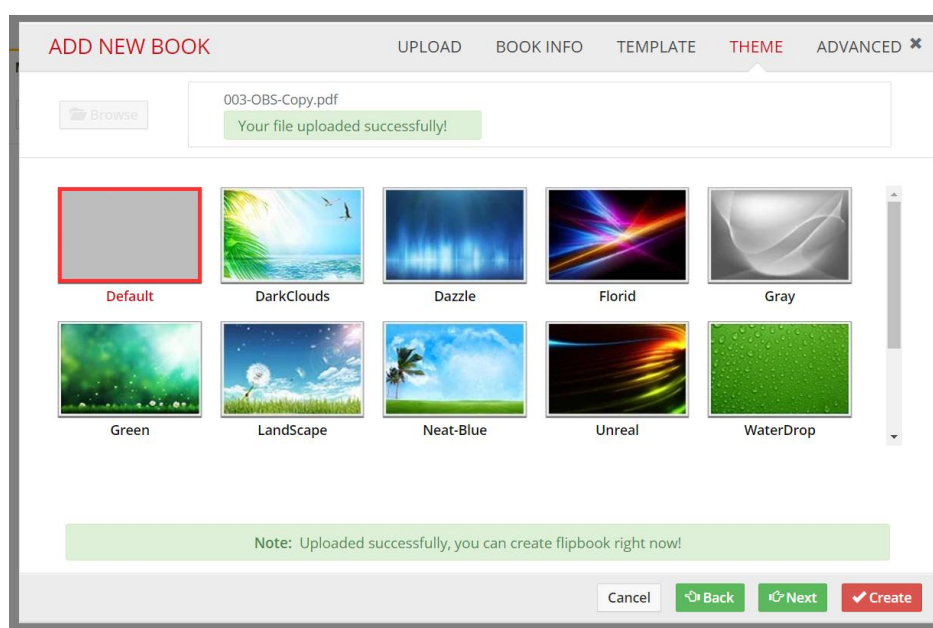 ADD NEW BOOK UPLOAD BOOK INFO TEMPLATE THEME ADVANCED
003-OBS-Copy.pdf
Browse
Your file uploaded successfully!
Default DarkClouds Dazzle Florid Gray
Green LandScape Neat-Blue Unreal WaterDrop
Note: Uploaded successfully, you can create flipbook right now!
Cancel Back Next Create